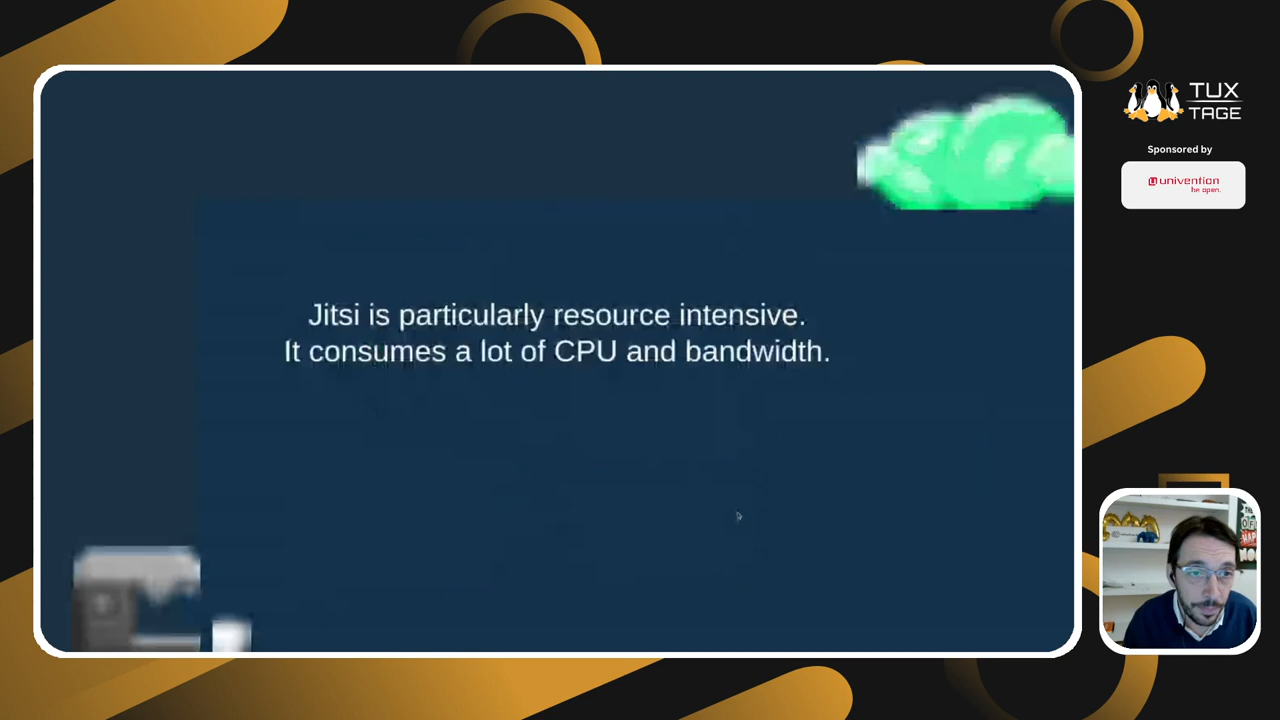 Jitsi is particularly resource intensive.
It consumes a lot of CPU and bandwidth.
TUX
TAGE
Sponsored by
univention
be open.